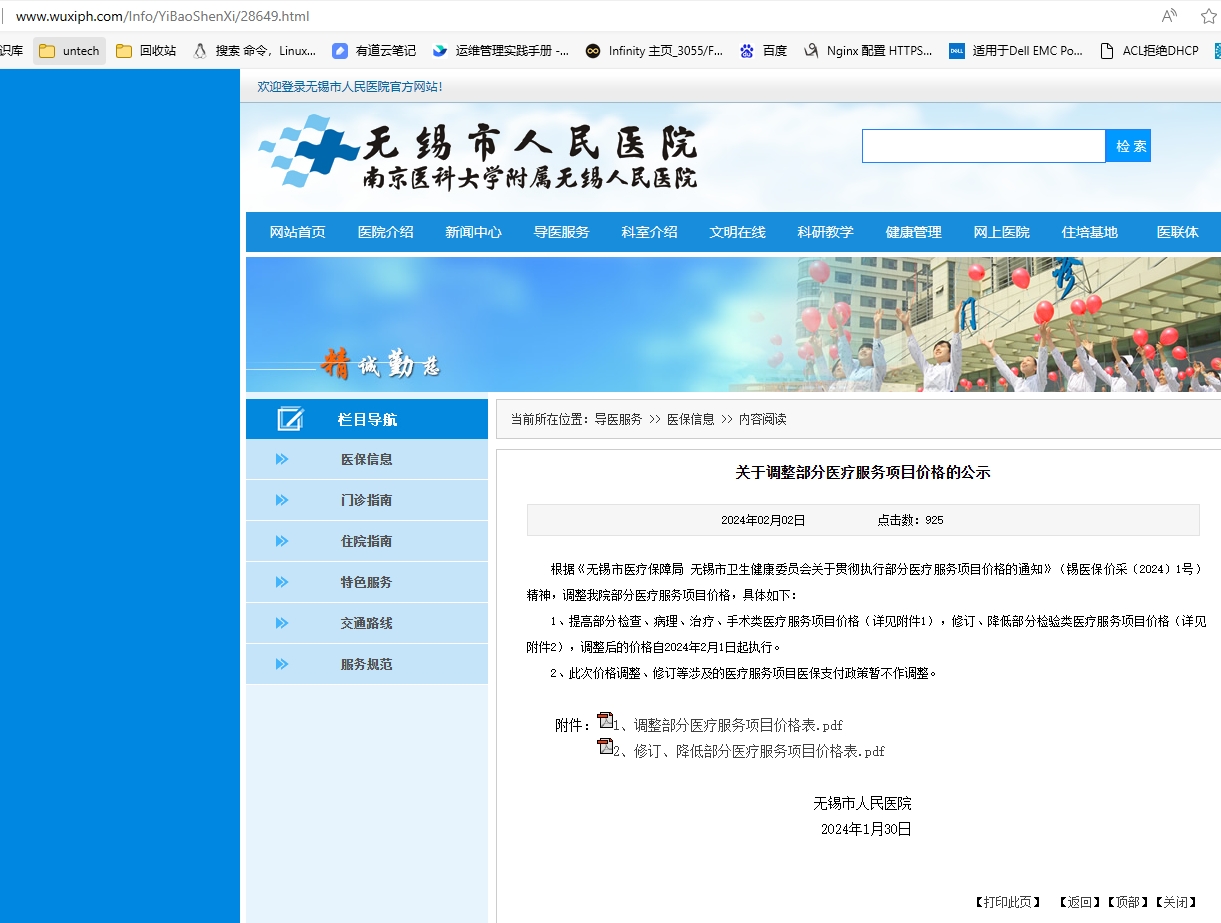 www.wuxiph.com/Info/YiBaoShenXi/28649.html
识库 untech 回收站 搜索 命令，Linux... 有道云笔记 运维管理实践手册 -... Infinity 主页_3055/F... 百度 Nginx 配置 HTTPS... 适用于Dell EMC Po... ACL拒绝DHCP
欢迎登录无锡市人民医院官方网站！
无锡市人民医院
南京医科大学附属无锡人民医院
检 索
网站首页 医院介绍 新闻中心 导医服务 科室介绍 文明在线 科研教学 健康管理 网上医院 住培基地 医联体
精诚勤慈
栏目导航
医保信息
门诊指南
住院指南
特色服务
交通路线
服务规范
当前所在位置：导医服务 >> 医保信息 >> 内容阅读
关于调整部分医疗服务项目价格的公示
2024年02月02日 点击数：925
根据《无锡市医疗保障局 无锡市卫生健康委员会关于贯彻执行部分医疗服务项目价格的通知》（锡医保价采（2024）1号）
精神，调整我院部分医疗服务项目价格，具体如下：
1、提高部分检查、病理、治疗、手术类医疗服务项目价格（详见附件1），修订、降低部分检验类医疗服务项目价格（详见
附件2），调整后的价格自2024年2月1日起执行。
2、此次价格调整、修订等涉及的医疗服务项目医保支付政策暂不作调整。
附件：1、调整部分医疗服务项目价格表.pdf
2、修订、降低部分医疗服务项目价格表.pdf
无锡市人民医院
2024年1月30日
【打印此页】 【返回】【顶部】【关闭】